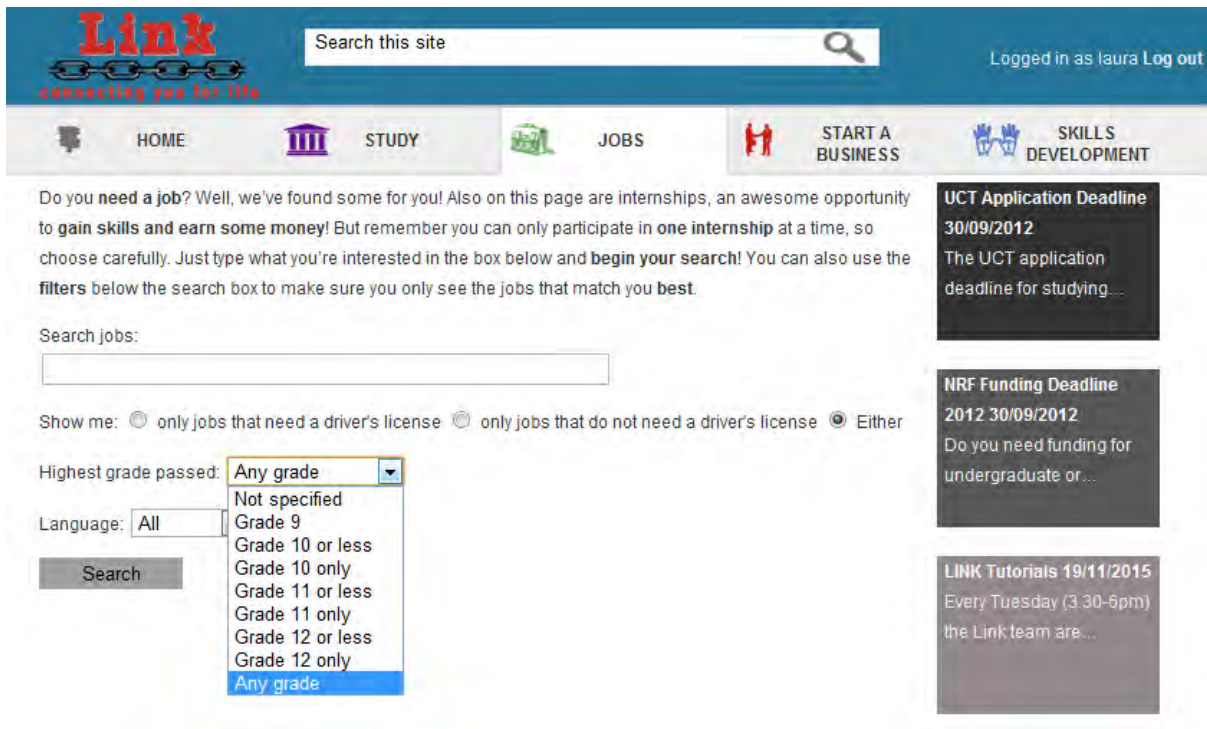 Link
connecting you for life
Search this site
Logged in as laura Log out
HOME
STUDY
JOBS
START A
BUSINESS
SKILLS
DEVELOPMENT
Do you need a job? Well, we've found some for you! Also on this page are internships, an awesome opportunity
to gain skills and earn some money! But remember you can only participate in one internship at a time, so
choose carefully. Just type what you're interested in the box below and begin your search! You can also use the
filters below the search box to make sure you only see the jobs that match you best.
Search jobs:
Show me: only jobs that need a driver's license only jobs that do not need a driver's license Either
Highest grade passed: Any grade
Not specified
Grade 9
Grade 10 or less
Grade 10 only
Grade 11 or less
Grade 11 only
Grade 12 or less
Grade 12 only
Any grade
Language: All
Search
UCT Application Deadline
30/09/2012
The UCT application
deadline for studying...
NRF Funding Deadline
2012 30/09/2012
Do you need funding for
undergraduate or...
LINK Tutorials 19/11/2015
Every Tuesday (3.30-6pm)
the Link team are...